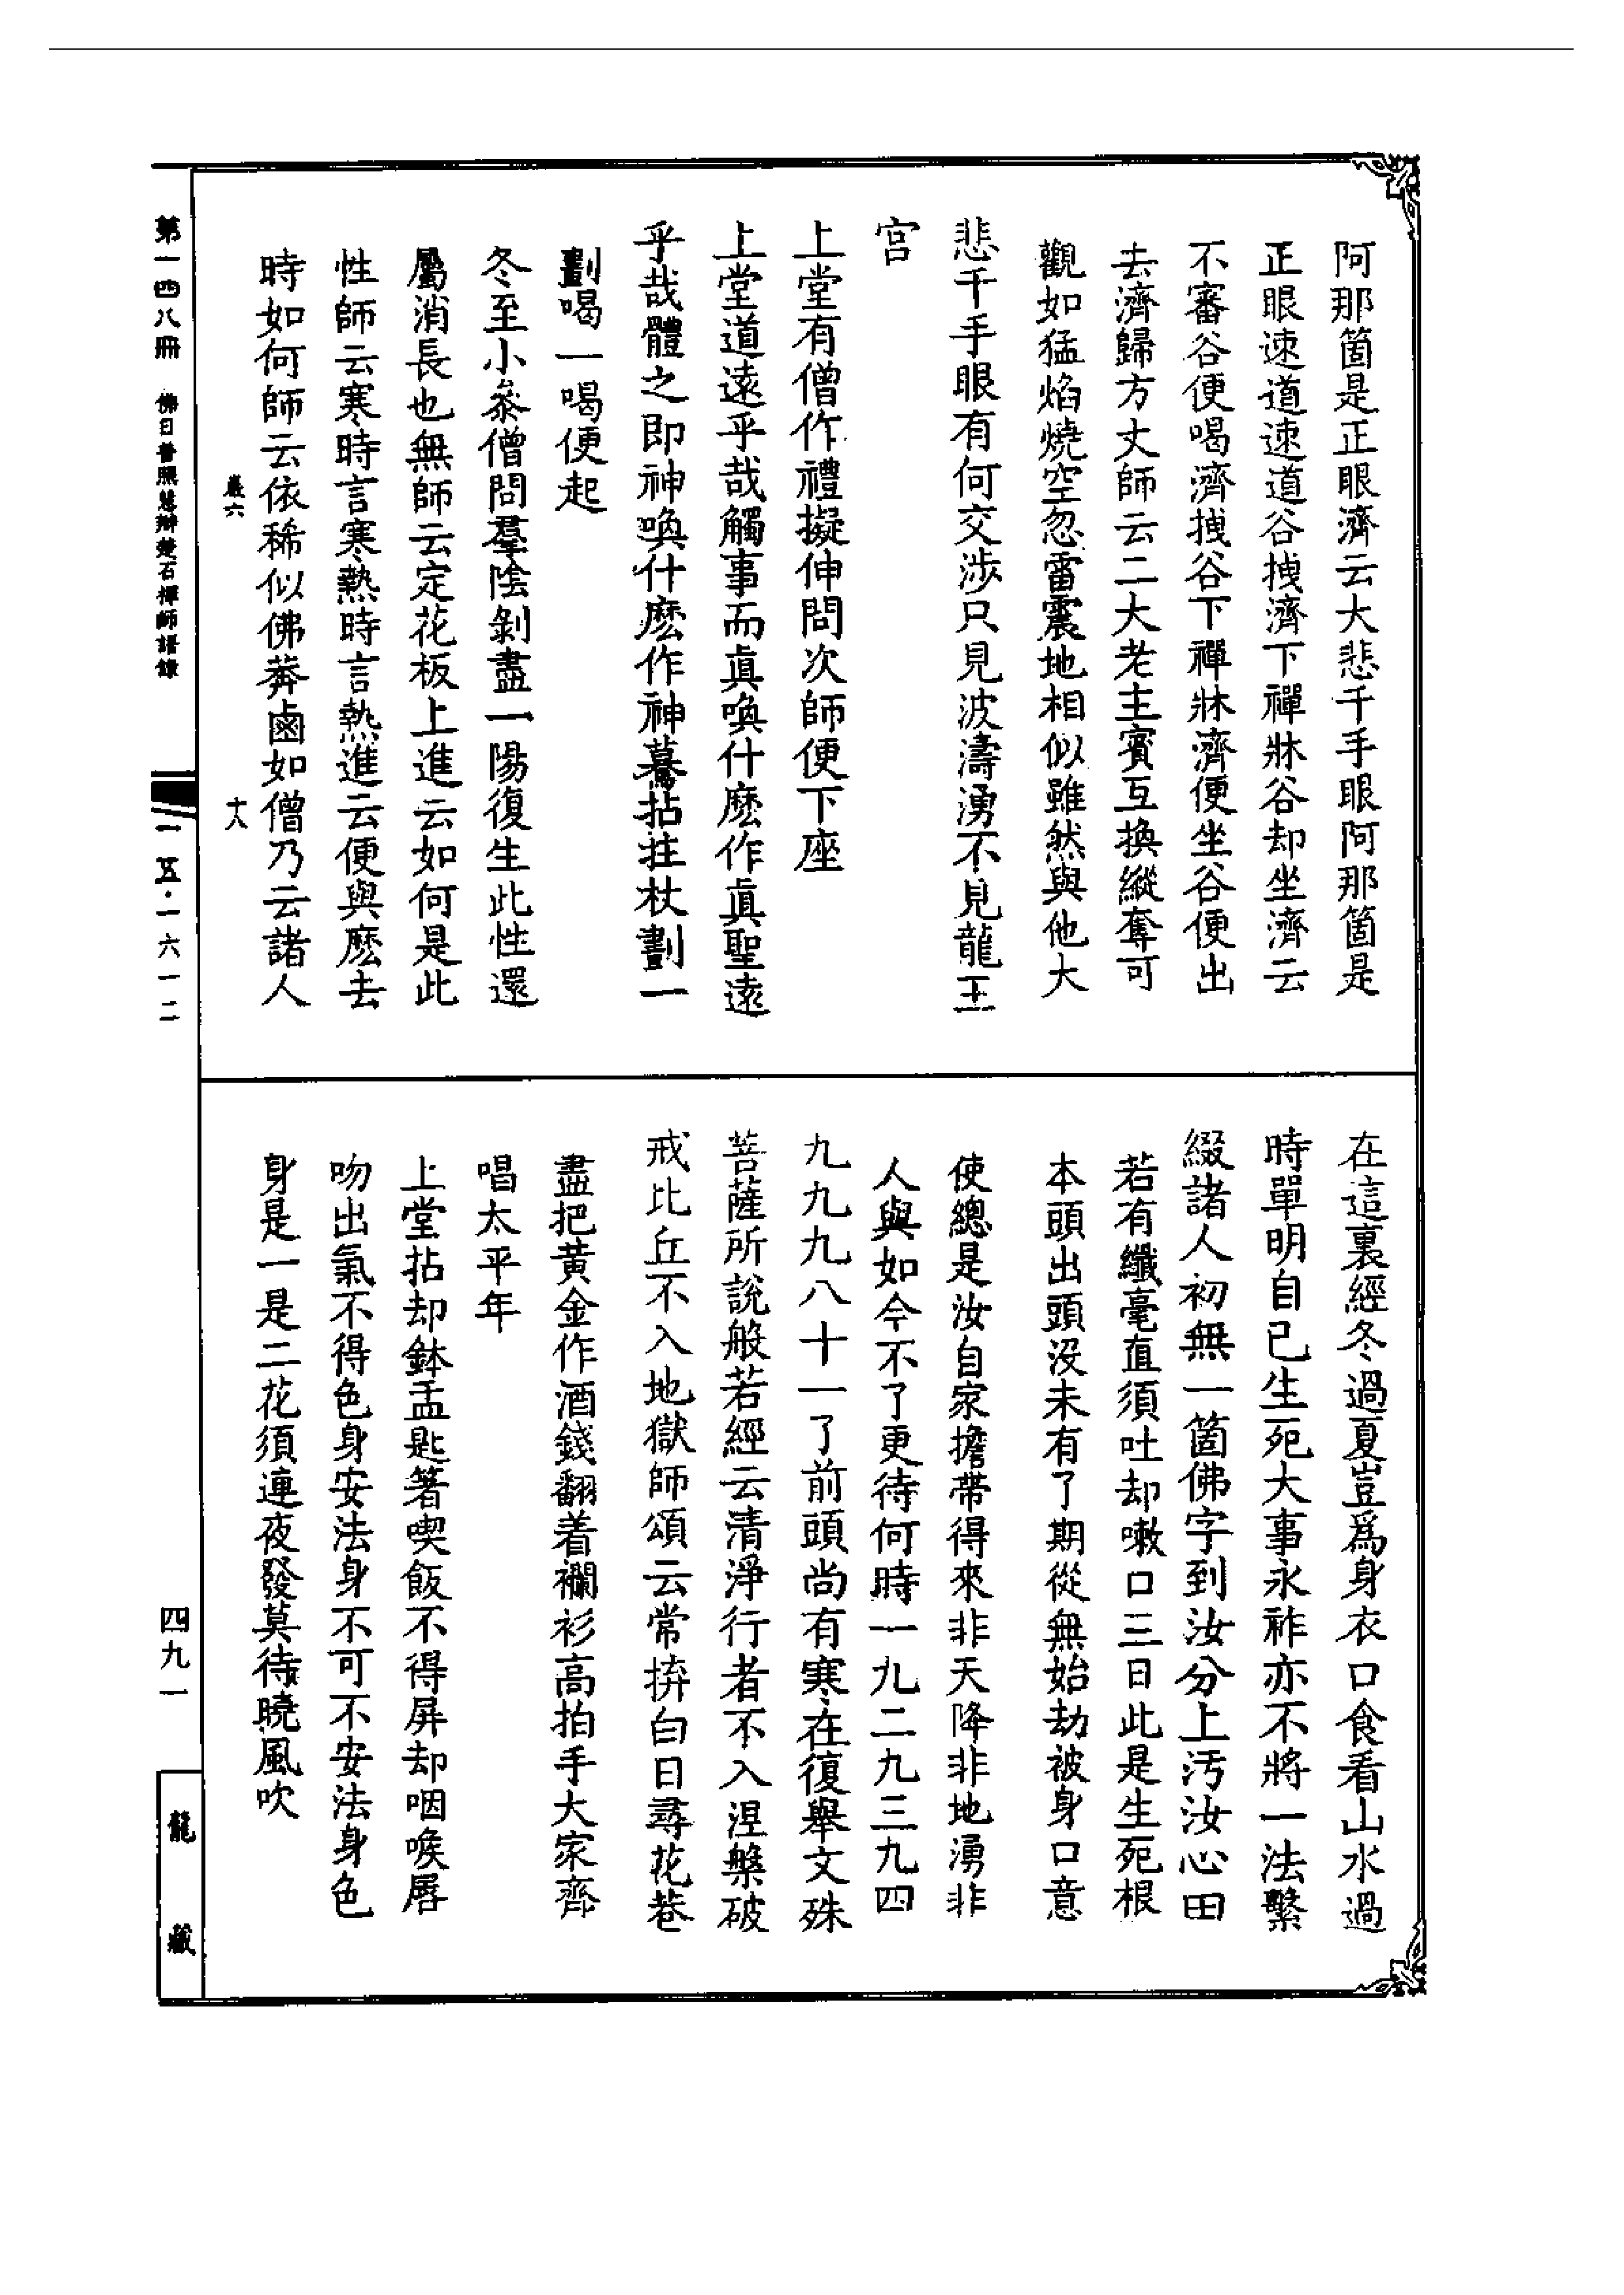 阿那箇是正眼濟云大悲千手眼阿那箇是
正眼速道速道谷拽濟下禪牀谷却坐濟云
不審谷便喝濟拽谷下禪牀濟便坐谷便出
去濟歸方丈師云二大老主賓互換縱奪可
觀如猛焰燒空忽雷震地相似雖然與他大
悲千手眼有何交涉只見波濤湧不見龍王
宮
上堂有僧作禮擬伸問次師便下座
上堂道遠乎哉觸事而眞喚什麽作眞聖遠
乎哉體之即神喚什麽作神驀拈拄杖劃一
劃喝一喝便起
冬至小叅僧問羣陰剝盡一陽復生此性還
屬消長也無師云定花板上進云如何是此
性師云寒時言寒熱時言熱進云便與麽去
時如何師云依稀似佛莽鹵如僧乃云諸人
巖六
十八
在這裏經冬過夏豈爲身衣口食看山水過
時單明自已生死大事永祚亦不將一法繫
綴諸人初無一箇佛字到汝分上汚汝心田
若有纖毫直須吐却嗽口三日此是生死根
本頭出頭沒未有了期從無始劫被身口意
使總是汝自家擔帶得來非天降非地湧非
人與如今不了更待何時一九二九三九四
九九九八十一了前頭尚有寒在復舉文殊
菩薩所說般若經云清淨行者不入涅槃破
戒比丘不入地獄師頌云常拚白日尋花巷
盡把黃金作酒錢翻着襴衫高拍手大家齊
唱太平年
上堂拈却鉢盂匙箸喫飯不得屏却咽喉脣
吻出氣不得色身安法身不可不安法身色
身是一是二花須連夜發莫待曉風吹
第一四八冊
佛日普照慧辯楚石禪師語錄
一五·一六一二
四九一
龍藏